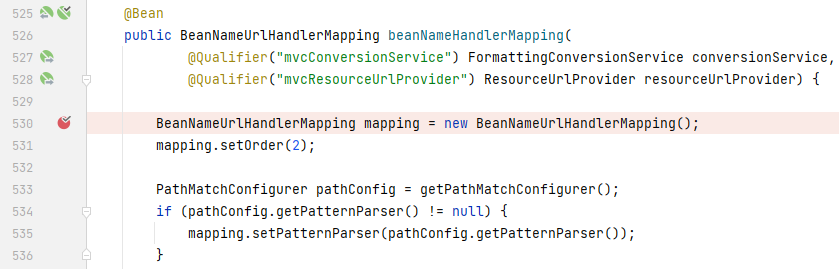 525 @Bean
526 public BeanNameUrlHandlerMapping beanNameHandlerMapping(
527 @Qualifier("mvcConversionService") FormattingConversionService conversionService,
528 @Qualifier("mvcResourceUrlProvider") ResourceUrlProvider resourceUrlProvider) {
529
530 BeanNameUrlHandlerMapping mapping = new BeanNameUrlHandlerMapping();
531 mapping.setOrder(2);
532
533 PathMatchConfigurer pathConfig = getPathMatchConfigurer();
534 if (pathConfig.getPatternParser() != null) {
535 mapping.setPatternParser(pathConfig.getPatternParser());
536 }